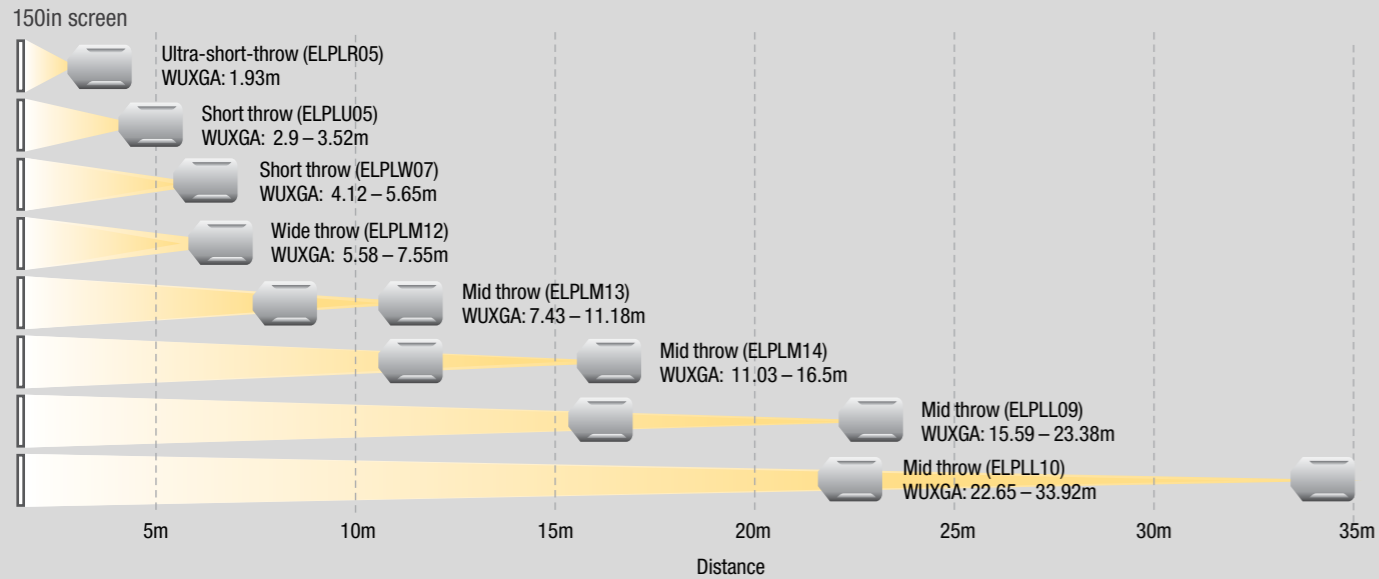 150in screen
Ultra-short-throw (ELPLR05)
WUXGA: 1.93m
Short throw (ELPLU05)
WUXGA: 2.9 – 3.52m
Short throw (ELPLW07)
WUXGA: 4.12 – 5.65m
Wide throw (ELPLM12)
WUXGA: 5.58 – 7.55m
Mid throw (ELPLM13)
WUXGA: 7.43 – 11.18m
Mid throw (ELPLM14)
WUXGA: 11.03 – 16.5m
Mid throw (ELPLL09)
WUXGA: 15.59 – 23.38m
Mid throw (ELPLL10)
WUXGA: 22.65 – 33.92m
5m 10m 15m 20m 25m 30m 35m
Distance